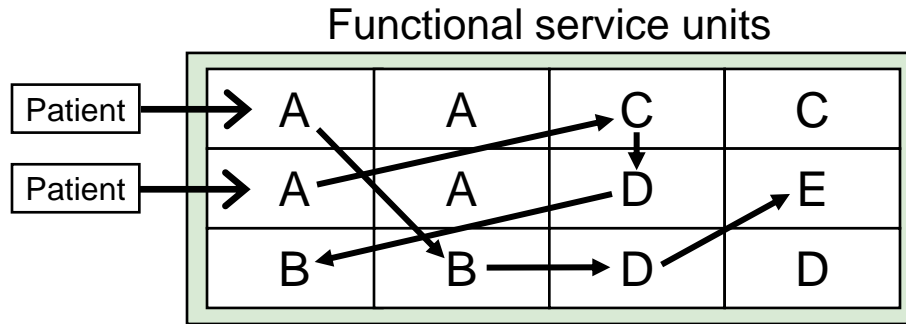 Functional service units
Patient A A C C
Patient A A D E
B B D D